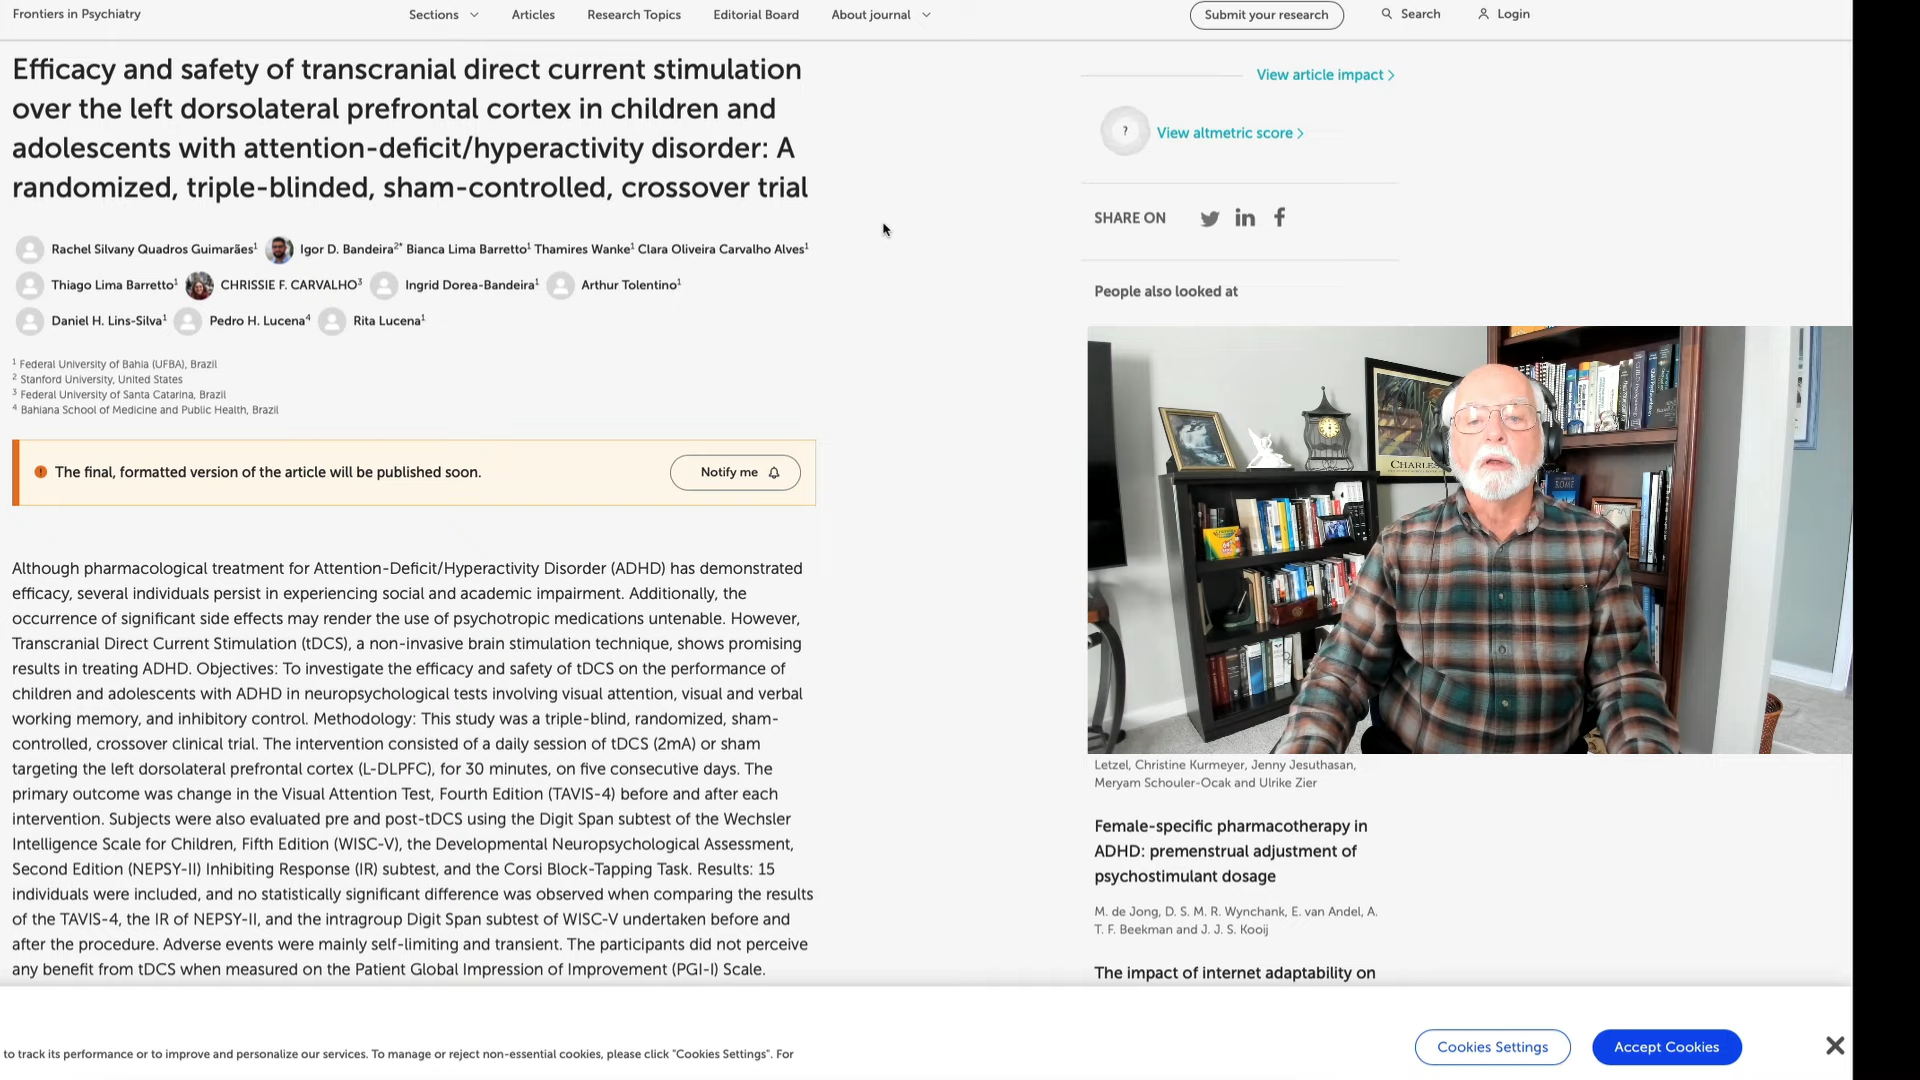 Frontiers in Psychiatry
Sections
Articles
Research Topics
Editorial Board
About journal
Submit your research
Search
Login
Efficacy and safety of transcranial direct current stimulation
over the left dorsolateral prefrontal cortex in children and
adolescents with attention-deficit/hyperactivity disorder: A
randomized, triple-blinded, sham-controlled, crossover trial
Rachel Silvany Quadros Guimarães1 Igor D. Bandeira2* Bianca Lima Barretto1 Thamires Wanke1 Clara Oliveira Carvalho Alves1
Thiago Lima Barretto1 CHRISSIE F. CARVALHO3 Ingrid Dorea-Bandeira1 Arthur Tolentino1
Daniel H. Lins-Silva1 Pedro H. Lucena4 Rita Lucena1
1 Federal University of Bahia (UFBA), Brazil
2 Stanford University, United States
3 Federal University of Santa Catarina, Brazil
4 Bahiana School of Medicine and Public Health, Brazil
! The final, formatted version of the article will be published soon.
Notify me
Although pharmacological treatment for Attention-Deficit/Hyperactivity Disorder (ADHD) has demonstrated
efficacy, several individuals persist in experiencing social and academic impairment. Additionally, the
occurrence of significant side effects may render the use of psychotropic medications untenable. However,
Transcranial Direct Current Stimulation (tDCS), a non-invasive brain stimulation technique, shows promising
results in treating ADHD. Objectives: To investigate the efficacy and safety of tDCS on the performance of
children and adolescents with ADHD in neuropsychological tests involving visual attention, visual and verbal
working memory, and inhibitory control. Methodology: This study was a triple-blind, randomized, sham-
controlled, crossover clinical trial. The intervention consisted of a daily session of tDCS (2mA) or sham
targeting the left dorsolateral prefrontal cortex (L-DLPFC), for 30 minutes, on five consecutive days. The
primary outcome was change in the Visual Attention Test, Fourth Edition (TAVIS-4) before and after each
intervention. Subjects were also evaluated pre and post-tDCS using the Digit Span subtest of the Wechsler
Intelligence Scale for Children, Fifth Edition (WISC-V), the Developmental Neuropsychological Assessment,
Second Edition (NEPSY-II) Inhibiting Response (IR) subtest, and the Corsi Block-Tapping Task. Results: 15
individuals were included, and no statistically significant difference was observed when comparing the results
of the TAVIS-4, the IR of NEPSY-II, and the intragroup Digit Span subtest of WISC-V undertaken before and
after the procedure. Adverse events were mainly self-limiting and transient. The participants did not perceive
any benefit from tDCS when measured on the Patient Global Impression of Improvement (PGI-I) Scale.
View article impact >
?
View altmetric score >
SHARE ON
People also looked at
CHARLES
ROME
Letzel, Christine Kurmeyer, Jenny Jesuthasan,
Meryam Schouler-Ocak and Ulrike Zier
Female-specific pharmacotherapy in
ADHD: premenstrual adjustment of
psychostimulant dosage
M. de Jong, D. S. M. R. Wynchank, E. van Andel, A.
T. F. Beekman and J. J. S. Kooij
The impact of internet adaptability on
to track its performance or to improve and personalize our services. To manage or reject non-essential cookies, please click "Cookies Settings". For
Cookies Settings
Accept Cookies